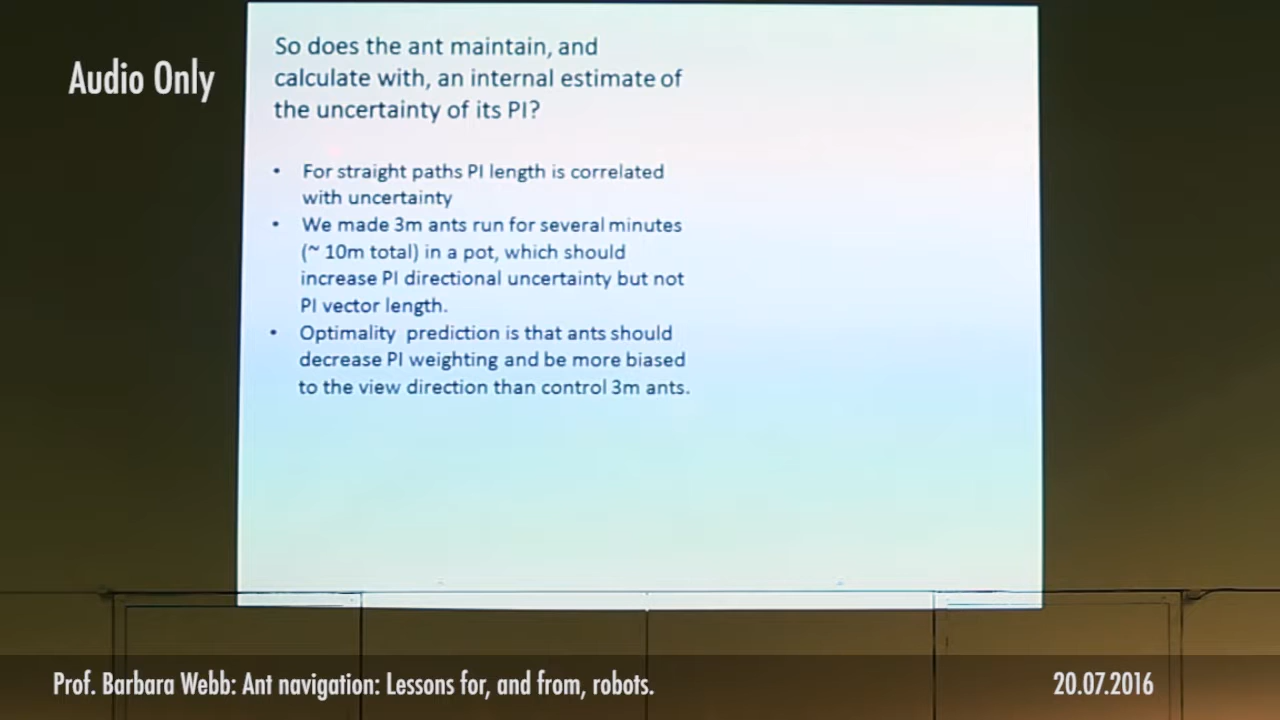 Audio Only
So does the ant maintain, and
calculate with, an internal estimate of
the uncertainty of its PI?
• For straight paths PI length is correlated
with uncertainty
• We made 3m ants run for several minutes
(~ 10m total) in a pot, which should
increase PI directional uncertainty but not
PI vector length.
• Optimality prediction is that ants should
decrease PI weighting and be more biased
to the view direction than control 3m ants.
Prof. Barbara Webb: Ant navigation: Lessons for, and from, robots.
20.07.2016